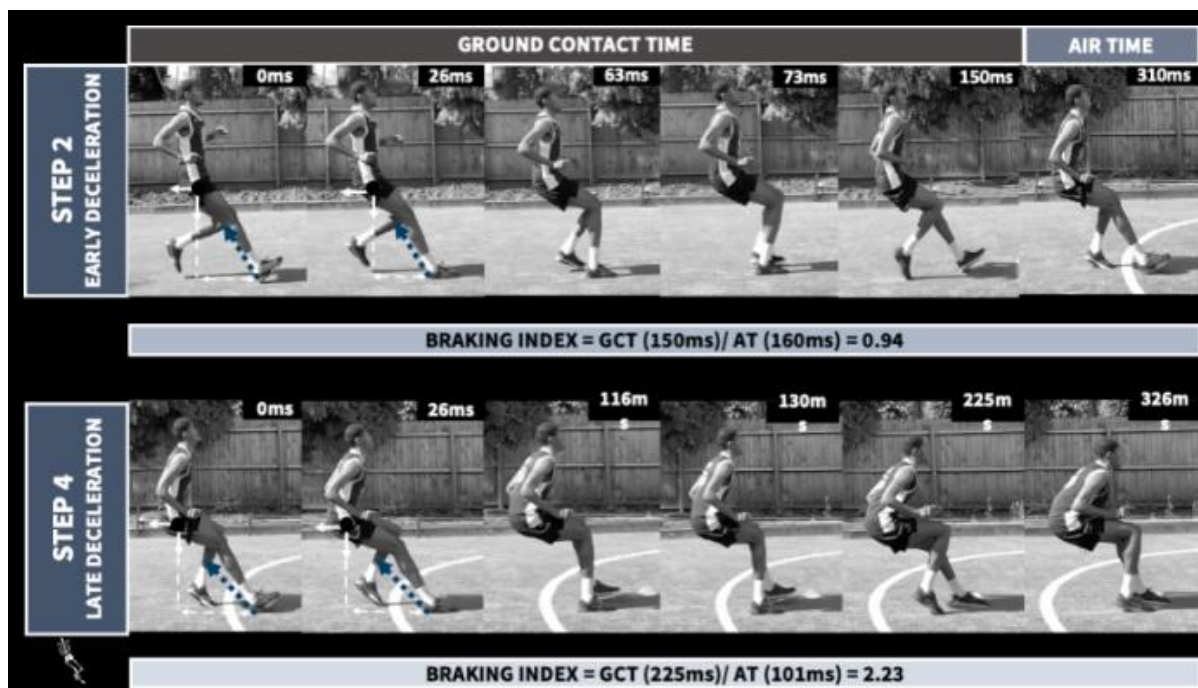 GROUND CONTACT TIME
AIR TIME
STEP 2
EARLY DECELERATION
0ms
26ms
63ms
73ms
150ms
310ms
BRAKING INDEX = GCT (150ms)/ AT (160ms) = 0.94
STEP 4
LATE DECELERATION
0ms
26ms
116m
s
130m
s
225m
s
326m
s
BRAKING INDEX = GCT (225ms)/ AT (101ms) = 2.23